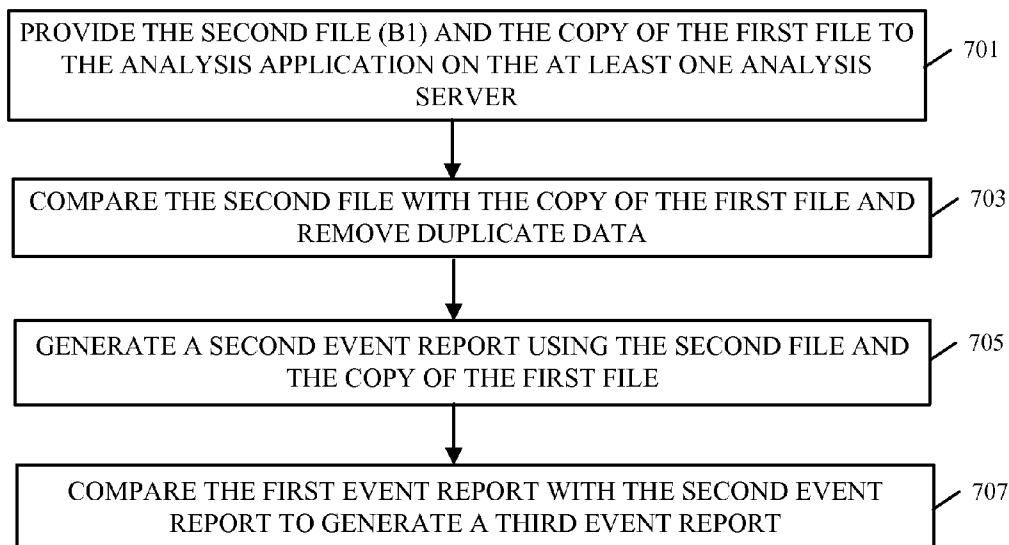 PROVIDE THE SECOND FILE (B1) AND THE COPY OF THE FIRST FILE TO
THE ANALYSIS APPLICATION ON THE AT LEAST ONE ANALYSIS
SERVER
701
COMPARE THE SECOND FILE WITH THE COPY OF THE FIRST FILE AND
REMOVE DUPLICATE DATA
703
GENERATE A SECOND EVENT REPORT USING THE SECOND FILE AND
THE COPY OF THE FIRST FILE
705
COMPARE THE FIRST EVENT REPORT WITH THE SECOND EVENT
REPORT TO GENERATE A THIRD EVENT REPORT
707